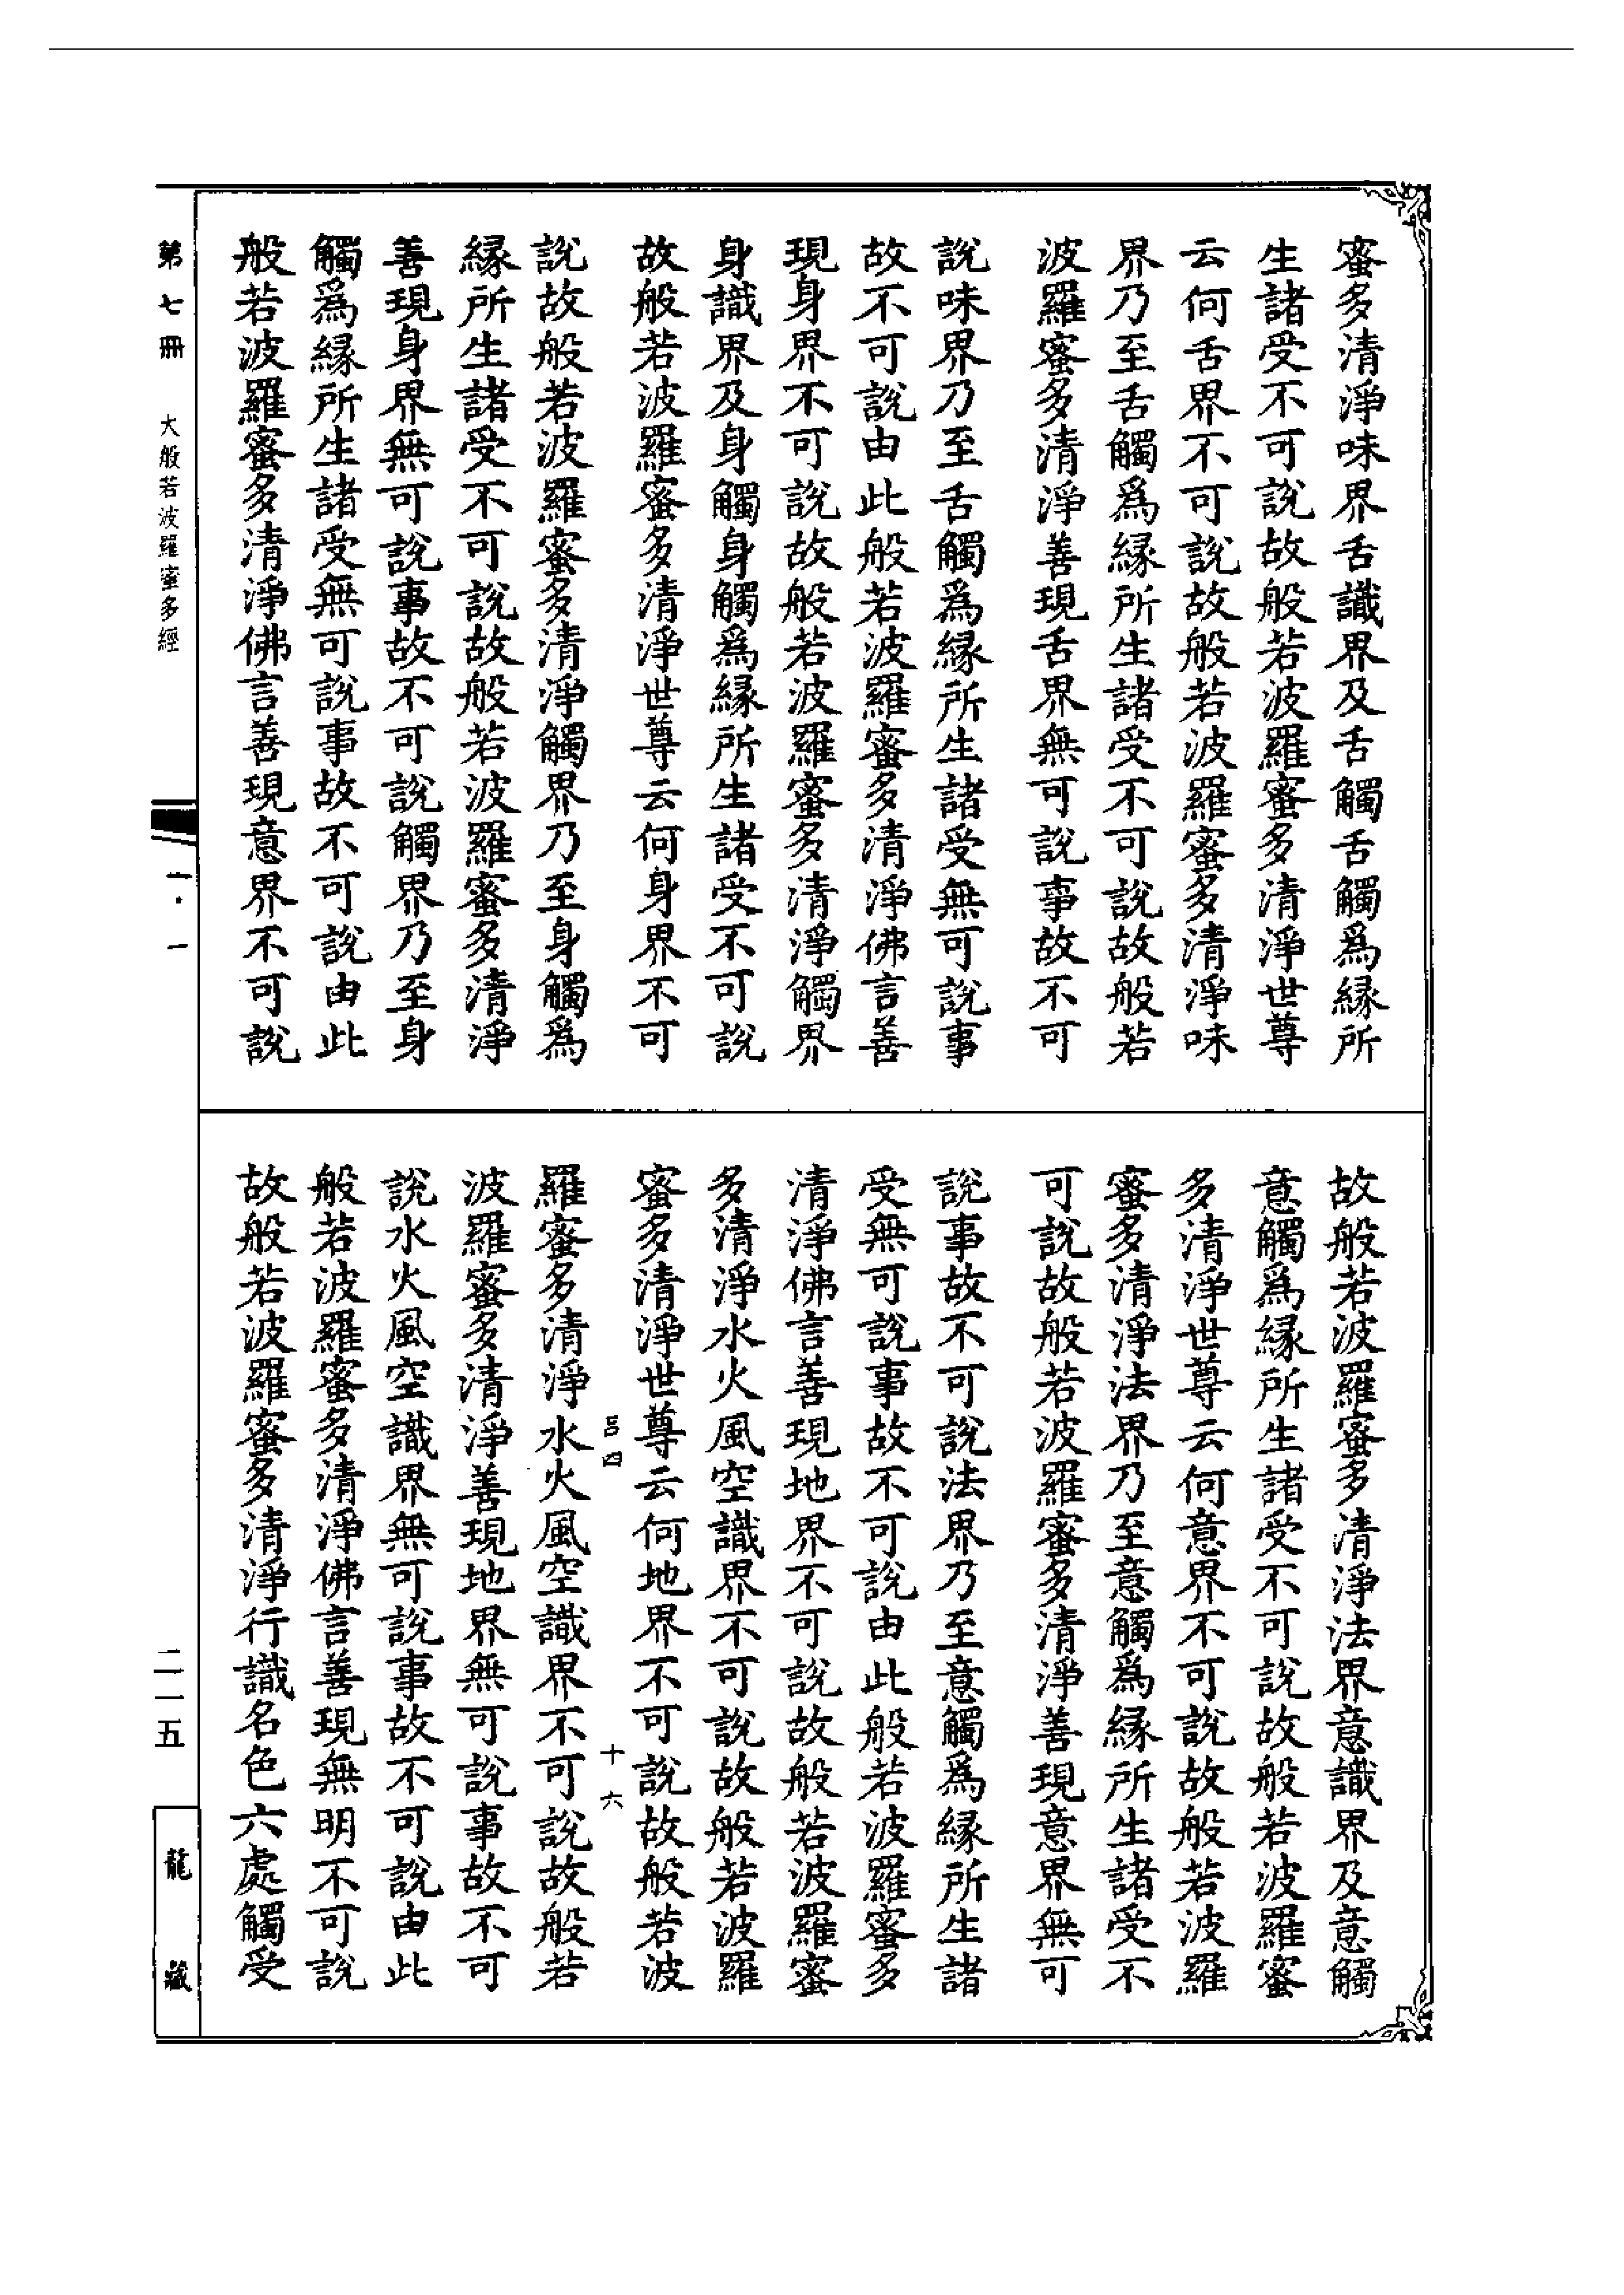 蜜多清淨味界舌識界及舌觸舌觸爲緣所
生諸受不可說故般若波羅蜜多清淨世尊
云何舌界不可說故般若波羅蜜多清淨味
界乃至舌觸爲緣所生諸受不可說故般若
波羅蜜多清淨善現舌界無可說事故不可
說味界乃至舌觸爲緣所生諸受無可說事
故不可說由此般若波羅蜜多清淨佛言善
現身界不可說故般若波羅蜜多清淨觸界
身識界及身觸身觸爲緣所生諸受不可說
故般若波羅蜜多清淨世尊云何身界不可
說故般若波羅蜜多清淨觸界乃至身觸爲
緣所生諸受不可說故般若波羅蜜多清淨
善現身界無可說事故不可說觸界乃至身
觸爲緣所生諸受無可說事故不可說由此
般若波羅蜜多清淨佛言善現意界不可說
故般若波羅蜜多清淨法界意識界及意觸
意觸爲緣所生諸受不可說故般若波羅蜜
多清淨世尊云何意界不可說故般若波羅
蜜多清淨法界乃至意觸爲緣所生諸受不
可說故般若波羅蜜多清淨善現意界無可
說事故不可說法界乃至意觸爲緣所生諸
受無可說事故不可說由此般若波羅蜜多
清淨佛言善現地界不可說故般若波羅蜜
多清淨水火風空識界不可說故般若波羅
蜜多清淨世尊云何地界不可說故般若波
呂四 十六
羅蜜多清淨水火風空識界不可說故般若
波羅蜜多清淨善現地界無可說事故不可
說水火風空識界無可說事故不可說由此
般若波羅蜜多清淨佛言善現無明不可說
故般若波羅蜜多清淨行識名色六處觸受
第七冊 大般若波羅蜜多經 一·一 二一五 龍藏